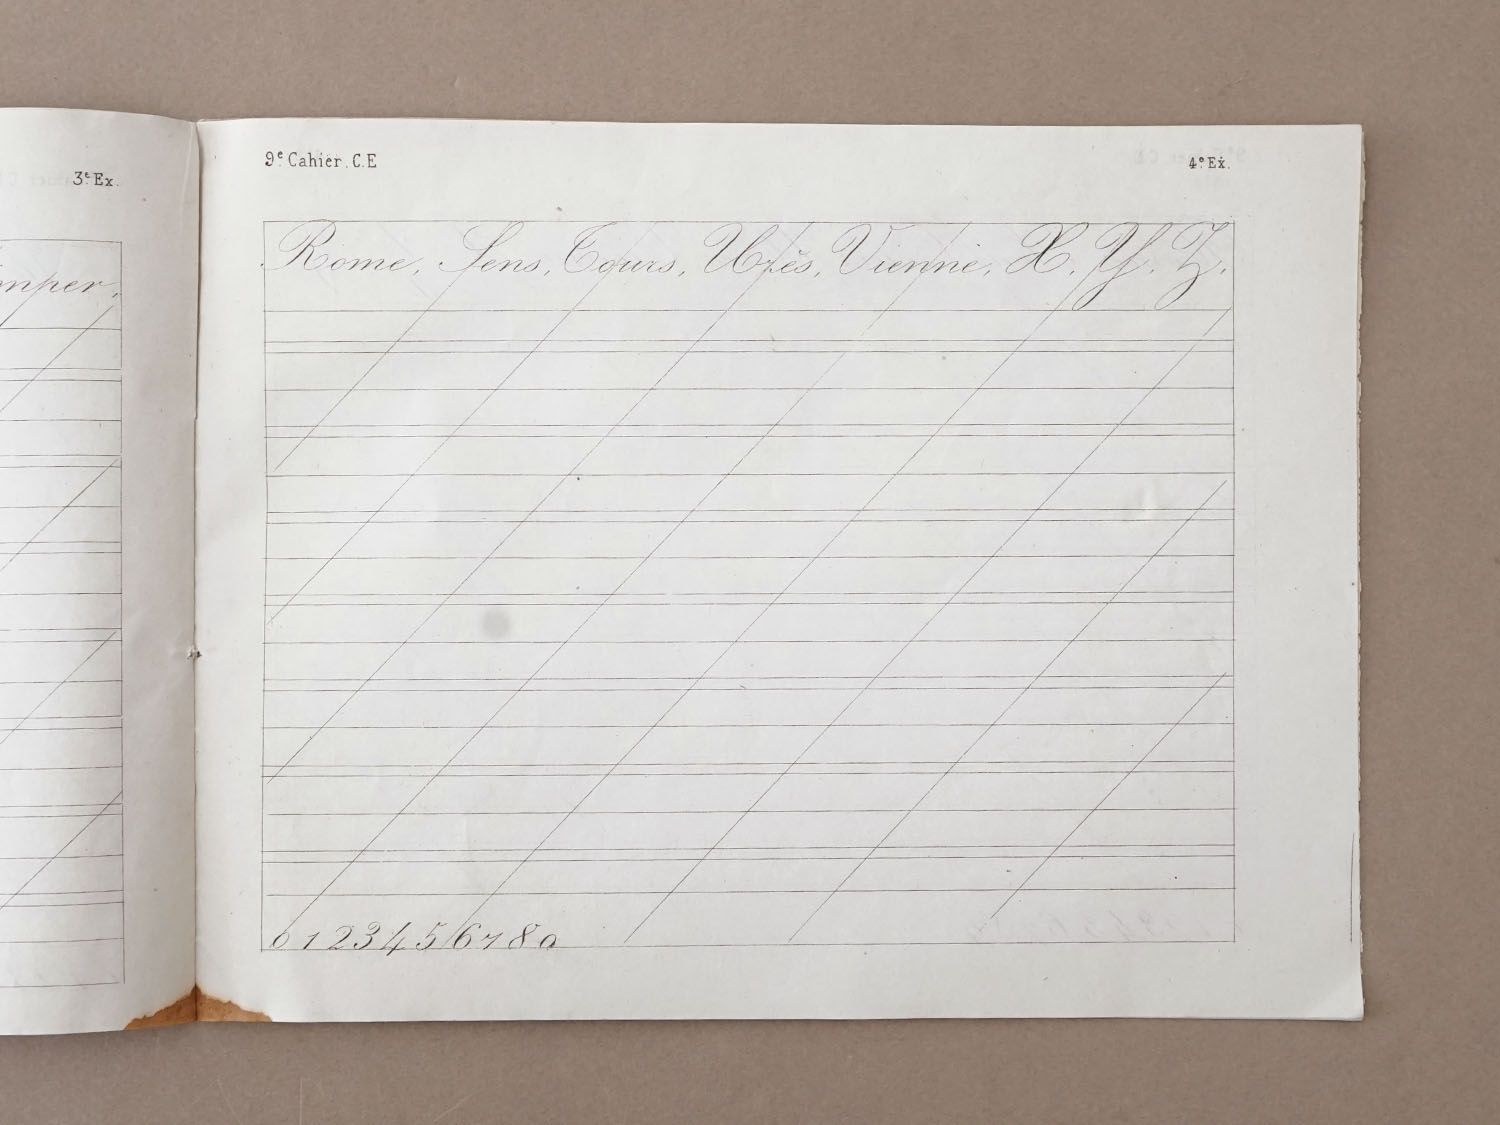 3e Ex.
mper.
9e Cahier. C.E
4e Ex.
Rome, Sens, Tours, Uzès, Vienne, X. Y. Z.
0 1 2 3 4 5 6 7 8 9